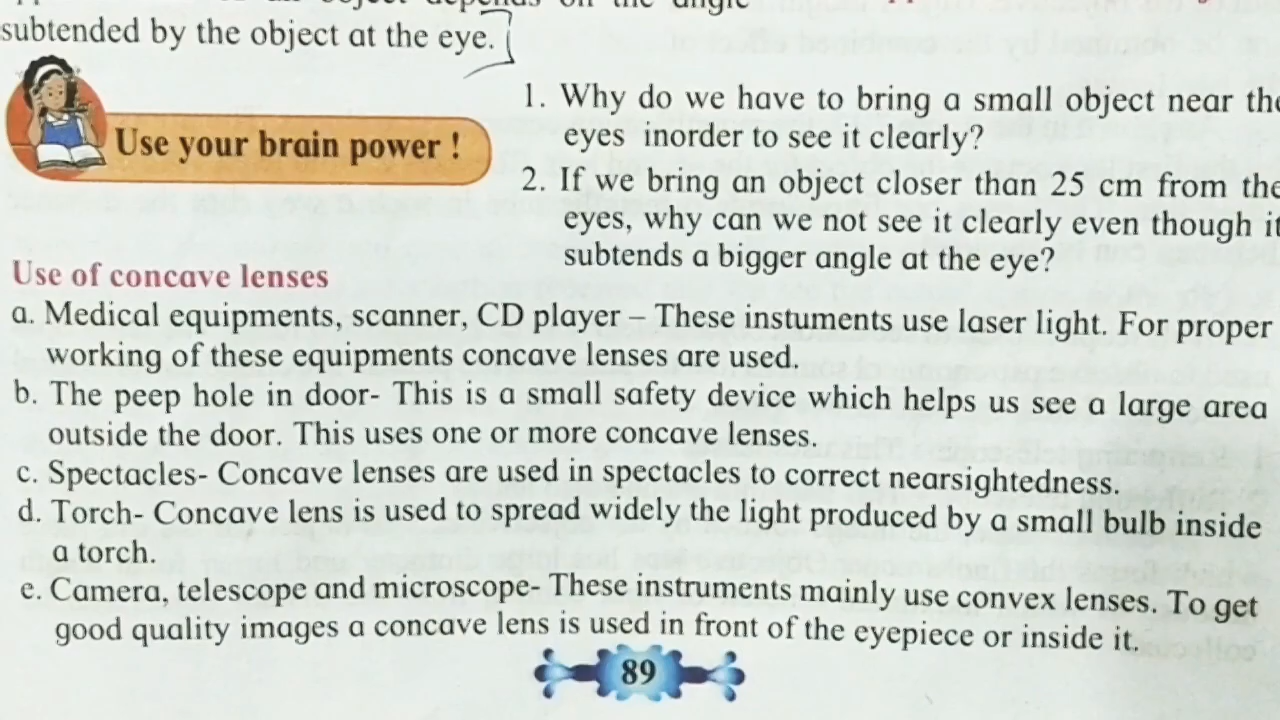 subtended by the object at the eye.
Use your brain power !
1. Why do we have to bring a small object near the
eyes inorder to see it clearly?
2. If we bring an object closer than 25 cm from the
eyes, why can we not see it clearly even though it
subtends a bigger angle at the eye?
Use of concave lenses
a. Medical equipments, scanner, CD player – These instuments use laser light. For proper
working of these equipments concave lenses are used.
b. The peep hole in door- This is a small safety device which helps us see a large area
outside the door. This uses one or more concave lenses.
c. Spectacles- Concave lenses are used in spectacles to correct nearsightedness.
d. Torch- Concave lens is used to spread widely the light produced by a small bulb inside
a torch.
e. Camera, telescope and microscope- These instruments mainly use convex lenses. To get
good quality images a concave lens is used in front of the eyepiece or inside it.
89